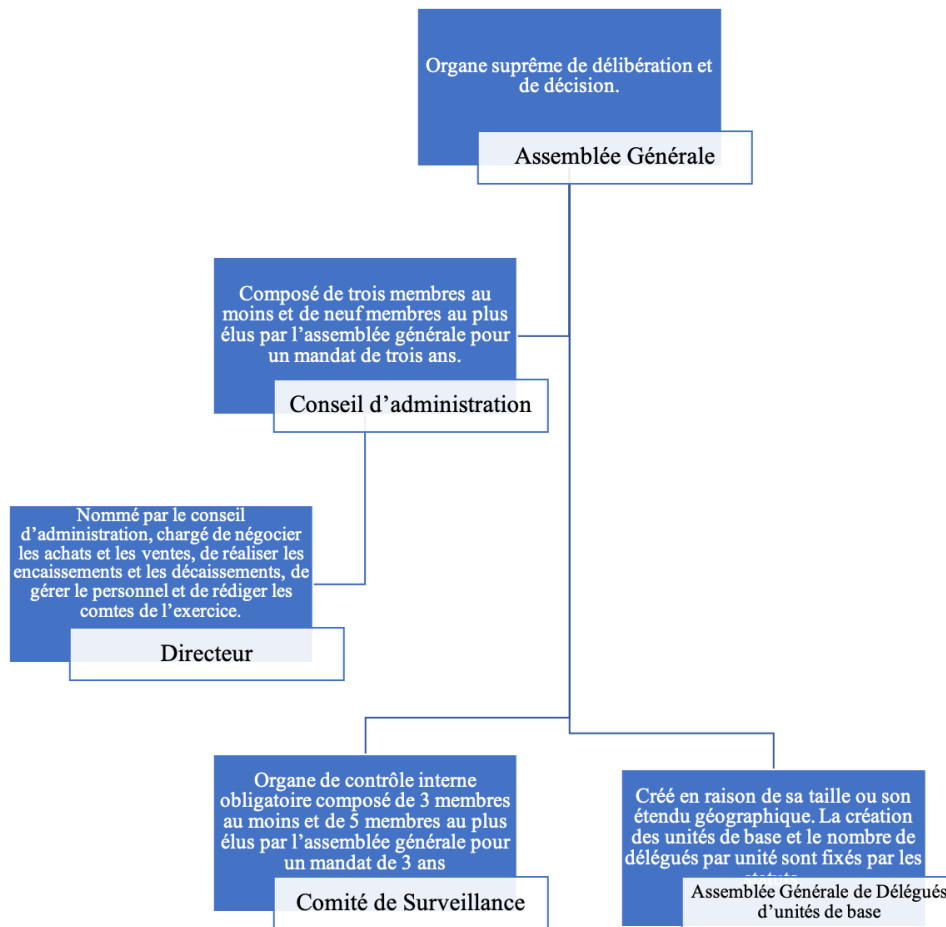 Organe suprême de délibération et
de décision.
Assemblée Générale
Composé de trois membres au
moins et de neuf membres au plus
élus par l'assemblée générale pour
un mandat de trois ans.
Conseil d'administration
Nommé par le conseil
d'administration, chargé de négocier
les achats et les ventes, de réaliser les
encaissements et les décaissements, de
gérer le personnel et de rédiger les
comtes de l'exercice.
Directeur
Organe de contrôle interne
obligatoire composé de 3 membres
au moins et de 5 membres au plus
élus par l'assemblée générale pour
un mandat de 3 ans
Comité de Surveillance
Créé en raison de sa taille ou son
étendu géographique. La création
des unités de base et le nombre de
délégués par unité sont fixés par les
Assemblée Générale de Délégués
d'unités de base